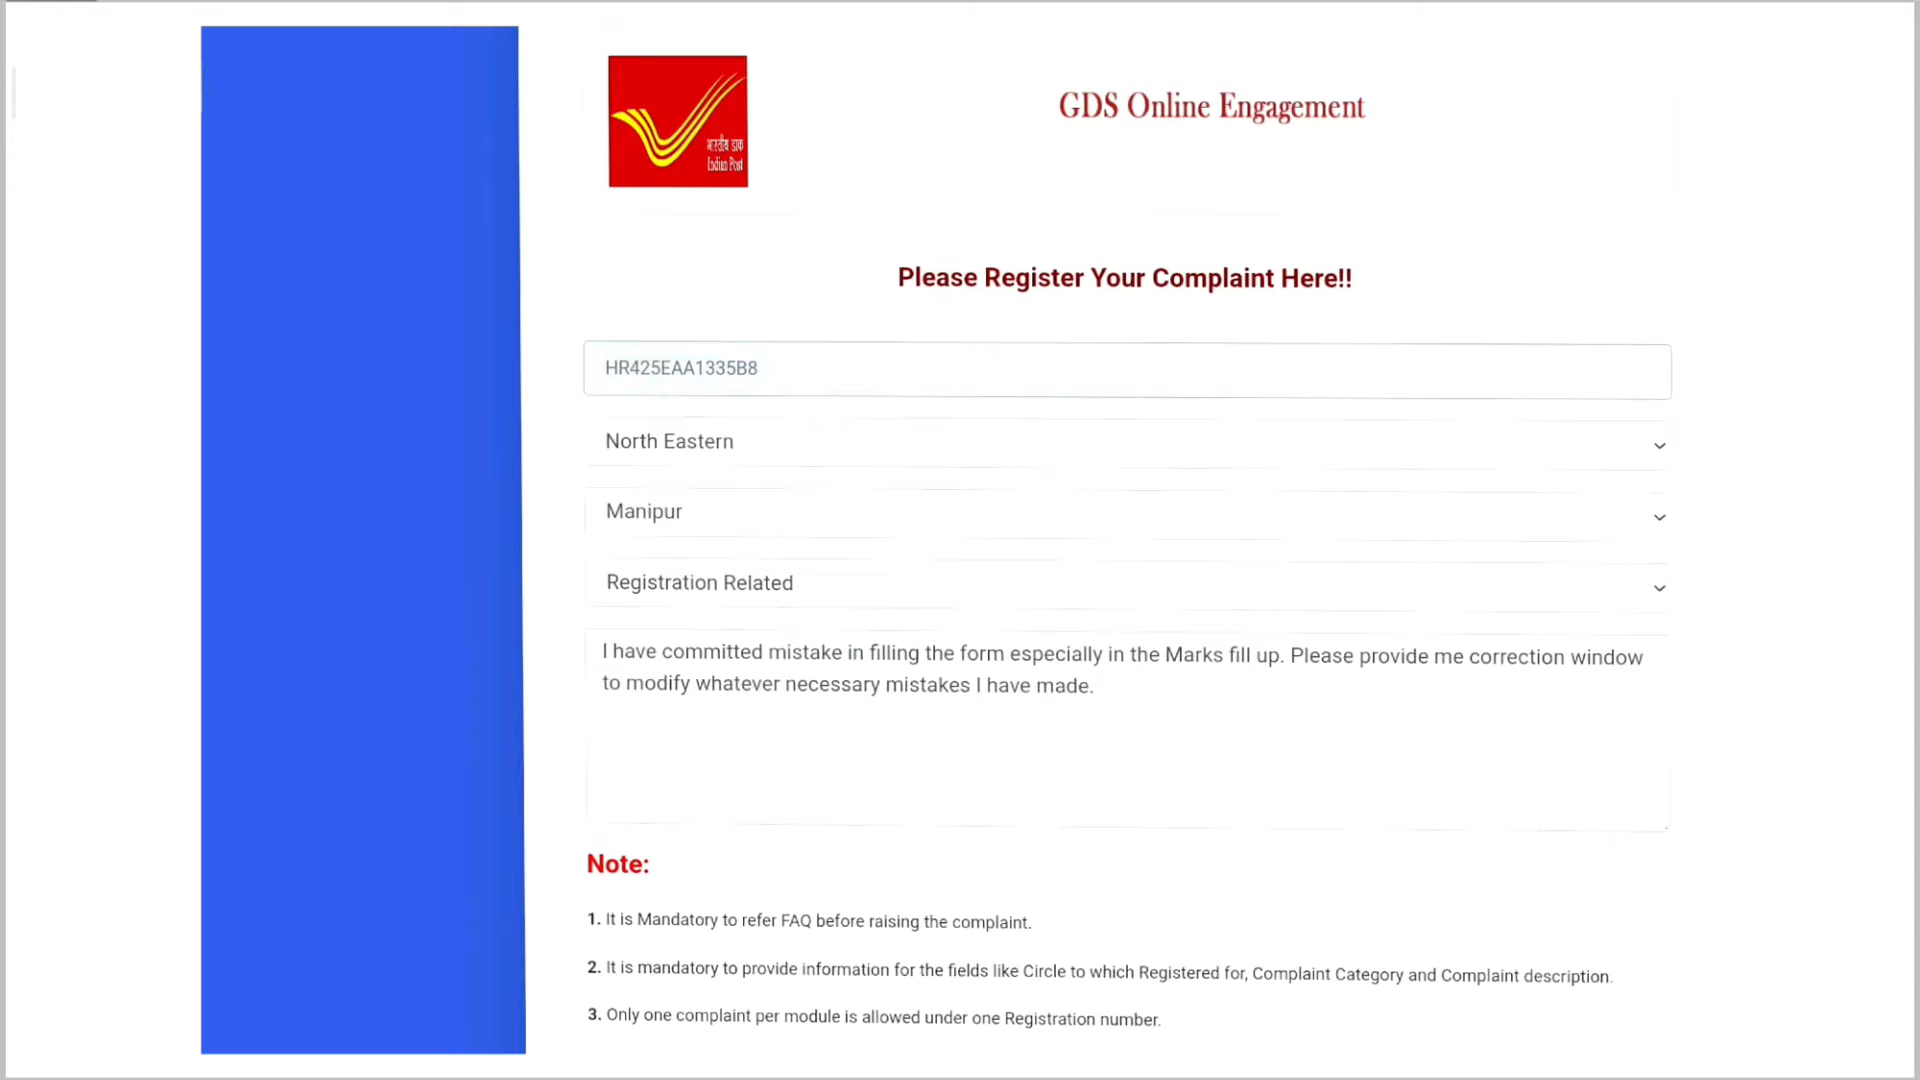 भारतीय डाक
Indian Post
GDS Online Engagement
Please Register Your Complaint Here!!
HR425EAA1335B8
North Eastern
Manipur
Registration Related
I have committed mistake in filling the form especially in the Marks fill up. Please provide me correction window
to modify whatever necessary mistakes I have made.
Note:
1. It is Mandatory to refer FAQ before raising the complaint.
2. It is mandatory to provide information for the fields like Circle to which Registered for, Complaint Category and Complaint description.
3. Only one complaint per module is allowed under one Registration number.